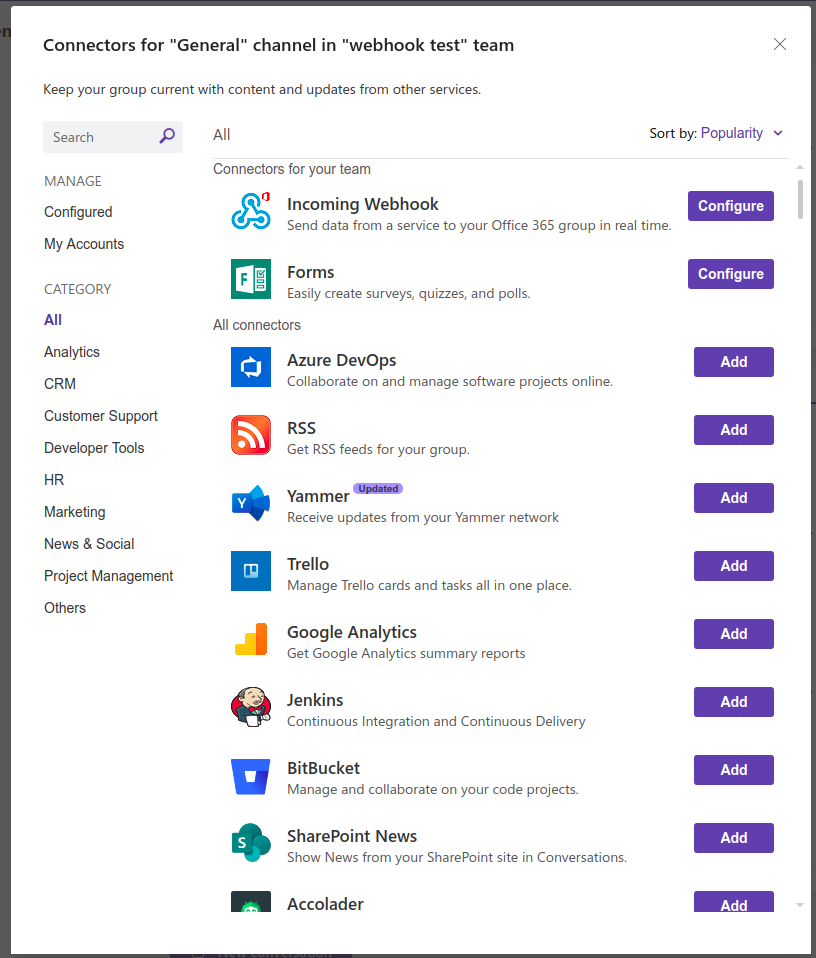 Connectors for "General" channel in "webhook test" team
Keep your group current with content and updates from other services.
Search
All
Sort by: Popularity
MANAGE
Configured
My Accounts
CATEGORY
All
Analytics
CRM
Customer Support
Developer Tools
HR
Marketing
News & Social
Project Management
Others
Connectors for your team
Incoming Webhook
Send data from a service to your Office 365 group in real time.
Configure
Forms
Easily create surveys, quizzes, and polls.
Configure
All connectors
Azure DevOps
Collaborate on and manage software projects online.
Add
RSS
Get RSS feeds for your group.
Add
Yammer Updated
Receive updates from your Yammer network
Add
Trello
Manage Trello cards and tasks all in one place.
Add
Google Analytics
Get Google Analytics summary reports
Add
Jenkins
Continuous Integration and Continuous Delivery
Add
BitBucket
Manage and collaborate on your code projects.
Add
SharePoint News
Show News from your SharePoint site in Conversations.
Add
Accolader
Add
New conversation